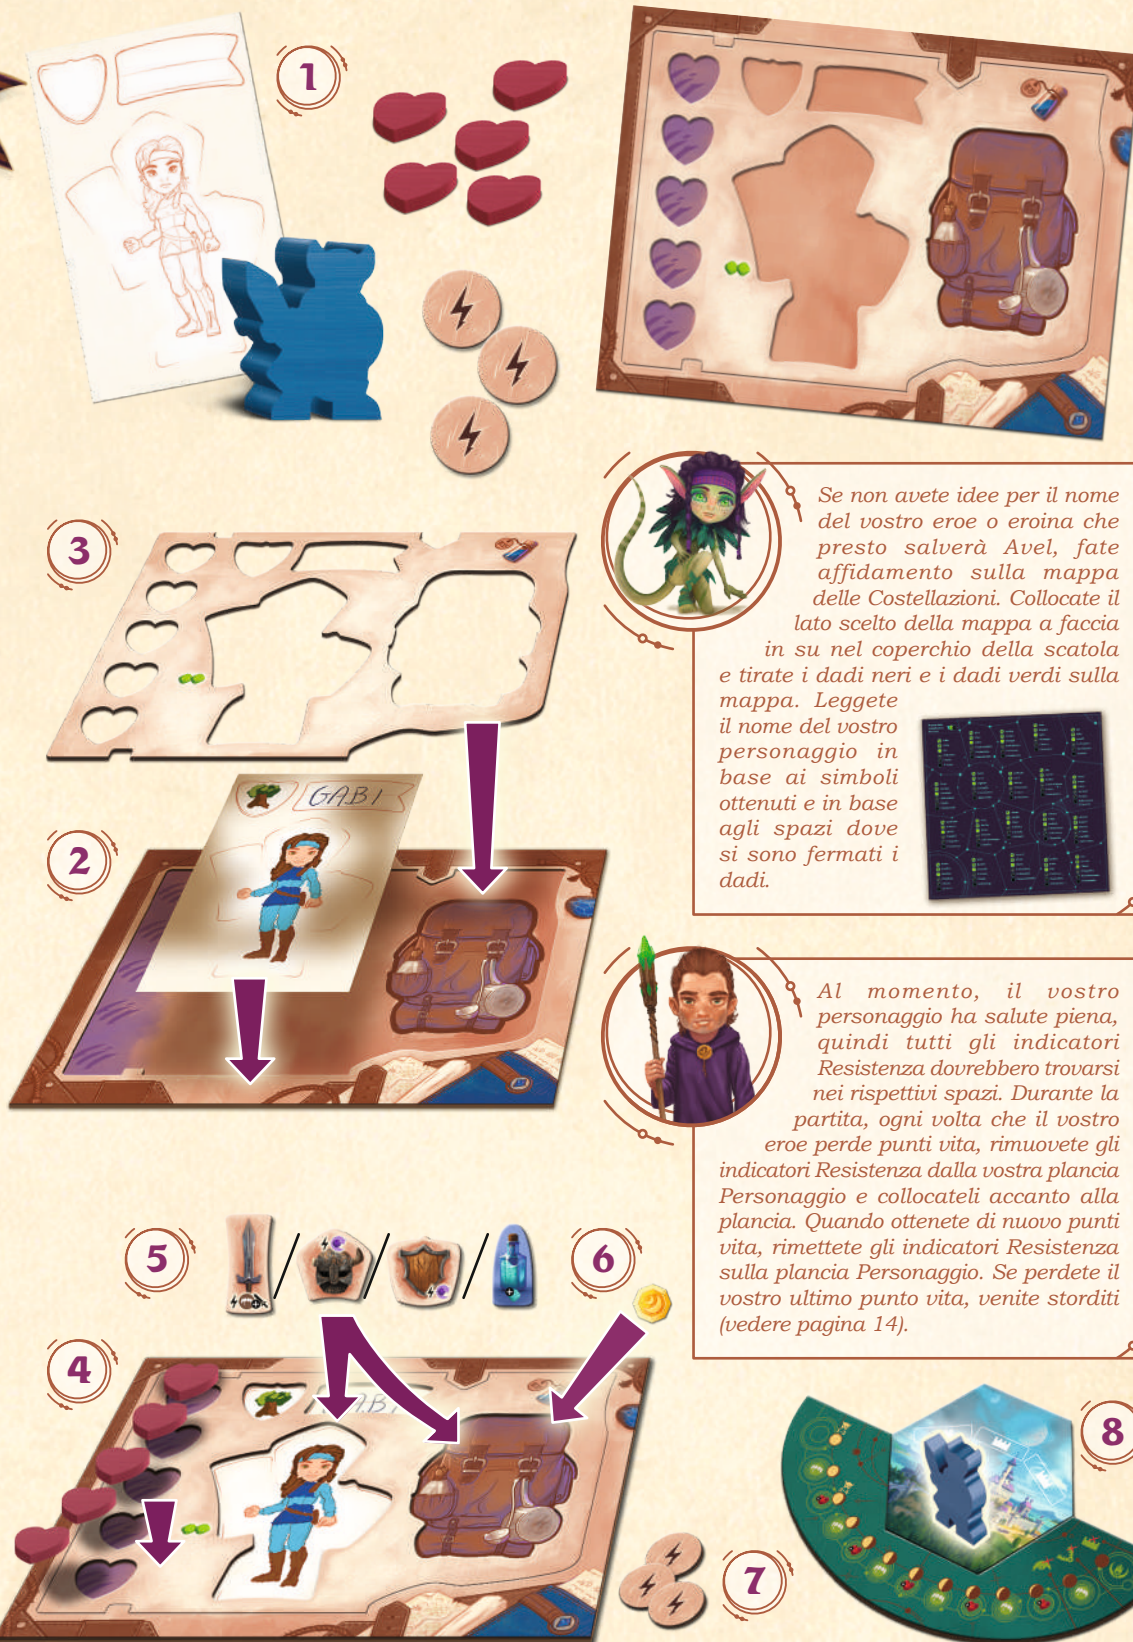 1
3
Se non avete idee per il nome
del vostro eroe o eroina che
presto salverà Avel, fate
affidamento sulla mappa
delle Costellazioni. Collocate il
lato scelto della mappa a faccia
in su nel coperchio della scatola
e tirate i dadi neri e i dadi verdi sulla
mappa. Leggete
il nome del vostro
personaggio in
base ai simboli
ottenuti e in base
agli spazi dove
si sono fermati i
dadi.
GABI
2
Al momento, il vostro
personaggio ha salute piena,
quindi tutti gli indicatori
Resistenza dovrebbero trovarsi
nei rispettivi spazi. Durante la
partita, ogni volta che il vostro
eroe perde punti vita, rimuovete gli
indicatori Resistenza dalla vostra plancia
Personaggio e collocateli accanto alla
plancia. Quando ottenete di nuovo punti
vita, rimettete gli indicatori Resistenza
sulla plancia Personaggio. Se perdete il
vostro ultimo punto vita, venite storditi
(vedere pagina 14).
5
6
4
8
7